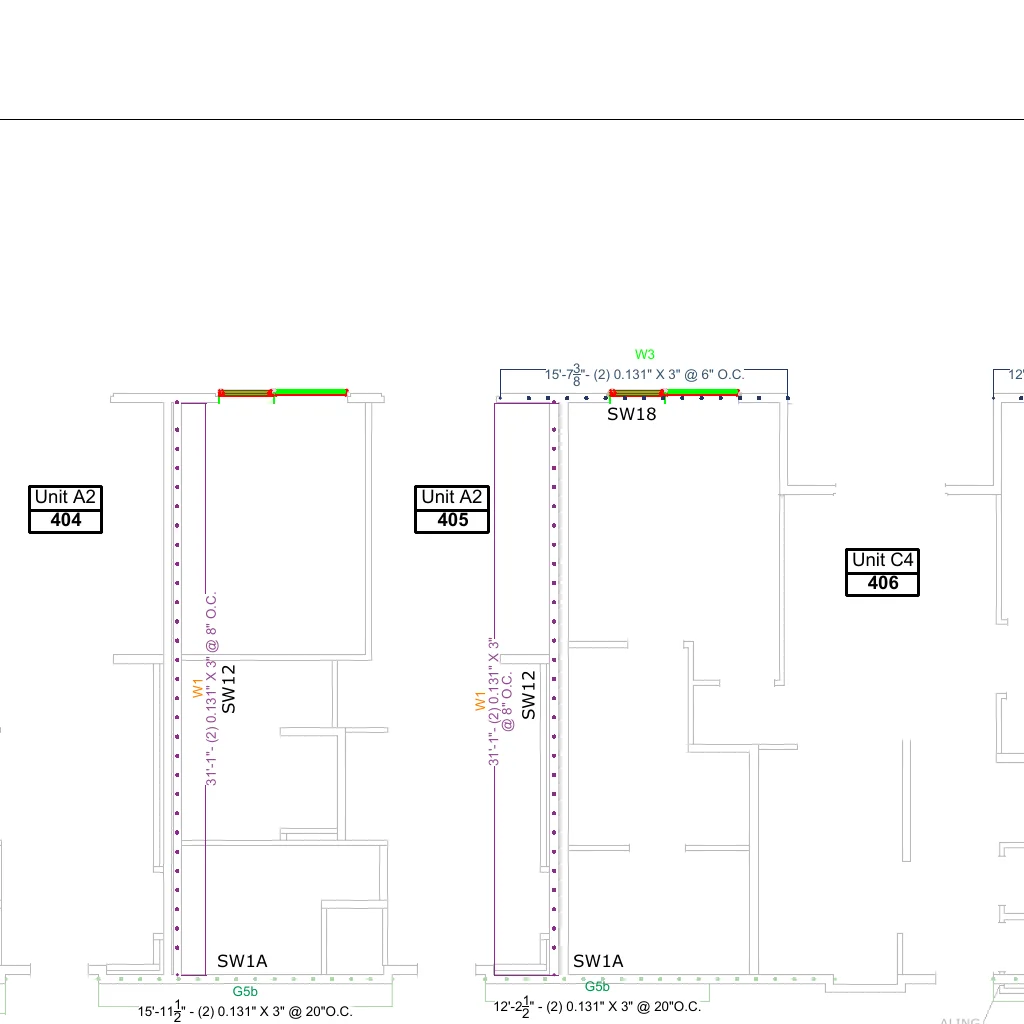 W3
15'-7 3/8"- (2) 0.131" X 3" @ 6" O.C.
12'
SW18
Unit A2
404
Unit A2
405
Unit C4
406
W1
31'-1"- (2) 0.131" X 3" @ 8" O.C.
SW12
W1
31'-1"- (2) 0.131" X 3"
@ 8" O.C.
SW12
SW1A
SW1A
G5b
15'-11 1/2" - (2) 0.131" X 3" @ 20"O.C.
G5b
12'-2 1/2" - (2) 0.131" X 3" @ 20"O.C.
ALING